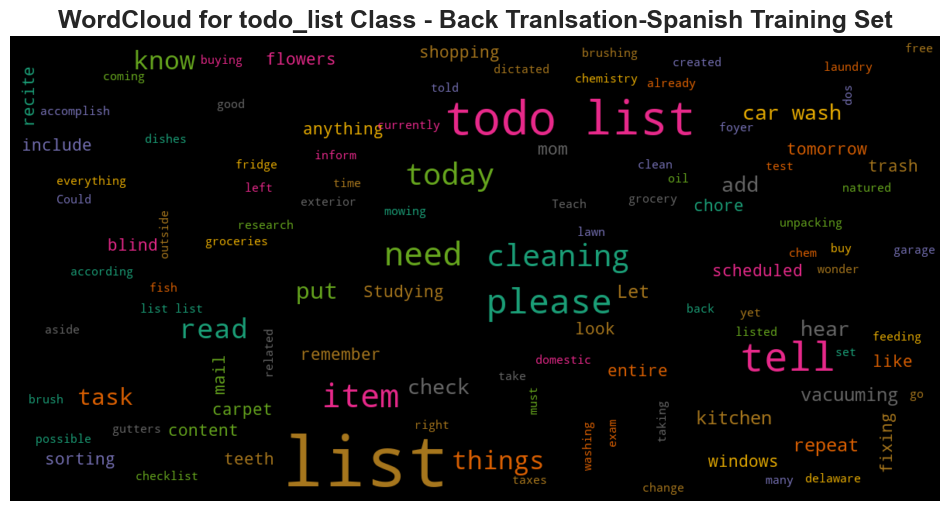 WordCloud for todo_list Class - Back Tranlsation-Spanish Training Set
know
buying
flowers
shopping
brushing
created
free
coming
dictated
chemistry
already
laundry
recite
accomplish
good
told
dos
todo list
car wash
include
dishes
anything
currently
foyer
mom
tomorrow
fridge
inform
clean
test
trash
everything
today
oil
add
natured
Could
left
time
exterior
mowing
Teach
grocery
chore
research
outside
lawn
unpacking
blind
groceries
need
cleaning
chem
buy
garage
according
scheduled
wonder
fish
put
Studying
please
Let
list list
back
yet
aside
read
look
listed
hear
feeding
related
remember
domestic
tell
set
like
mail
entire
take
brush
task
item
check
must
vacuuming
go
carpet
possible
gutters
content
right
washing
exam
taking
kitchen
fixing
repeat
sorting
teeth
list
things
windows
checklist
taxes
change
many
delaware